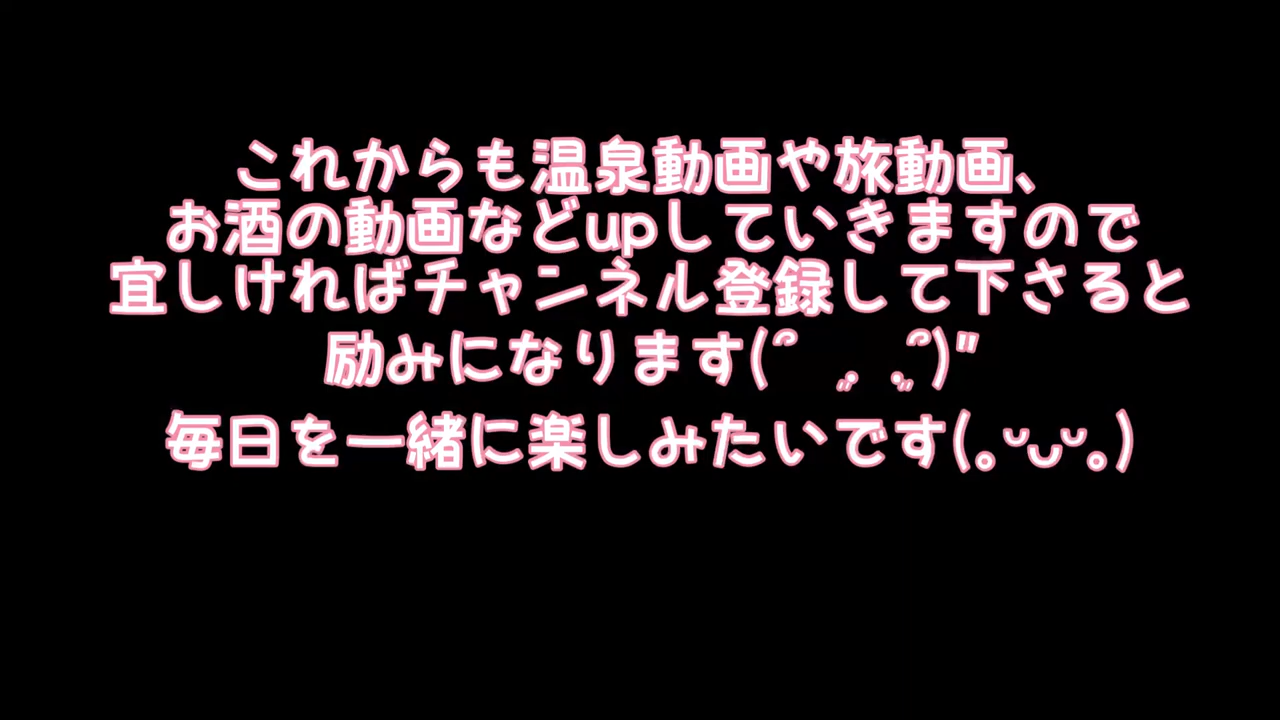 これからも温泉動画や旅動画、
お酒の動画などupしていきますので
宜しければチャンネル登録して下さると
励みになります(՞ ܸ. .ܸ՞)"
毎日を一緒に楽しみたいです(｡ᵕᴗᵕ｡)